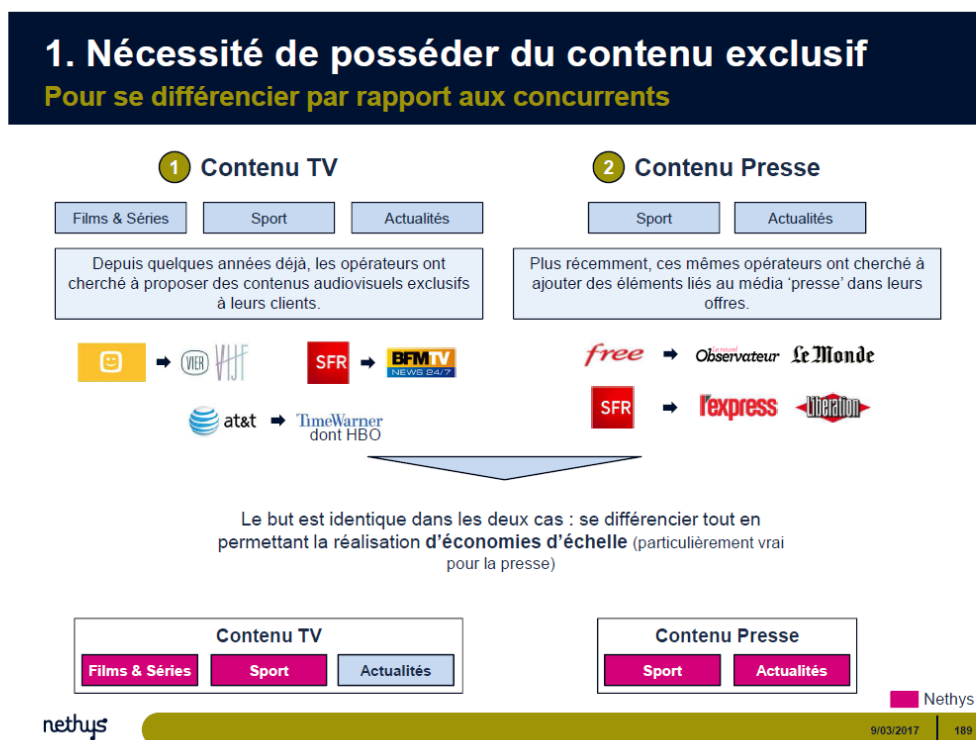 1. Nécessité de posséder du contenu exclusif
Pour se différencier par rapport aux concurrents
1 Contenu TV
Films & Séries
Sport
Actualités
Depuis quelques années déjà, les opérateurs ont
cherché à proposer des contenus audiovisuels exclusifs
à leurs clients.
VIER
VIJF
SFR
BFMTV
NEWS 24/7
at&t
TimeWarner
dont HBO
2 Contenu Presse
Sport
Actualités
Plus récemment, ces mêmes opérateurs ont cherché à
ajouter des éléments liés au média ‘presse’ dans leurs
offres.
free
Le nouvel
Observateur
Le Monde
SFR
l'express
Libération
Le but est identique dans les deux cas : se différencier tout en
permettant la réalisation d’économies d’échelle (particulièrement vrai
pour la presse)
Contenu TV
Films & Séries
Sport
Actualités
Contenu Presse
Sport
Actualités
Nethys
nethys
9/03/2017
189